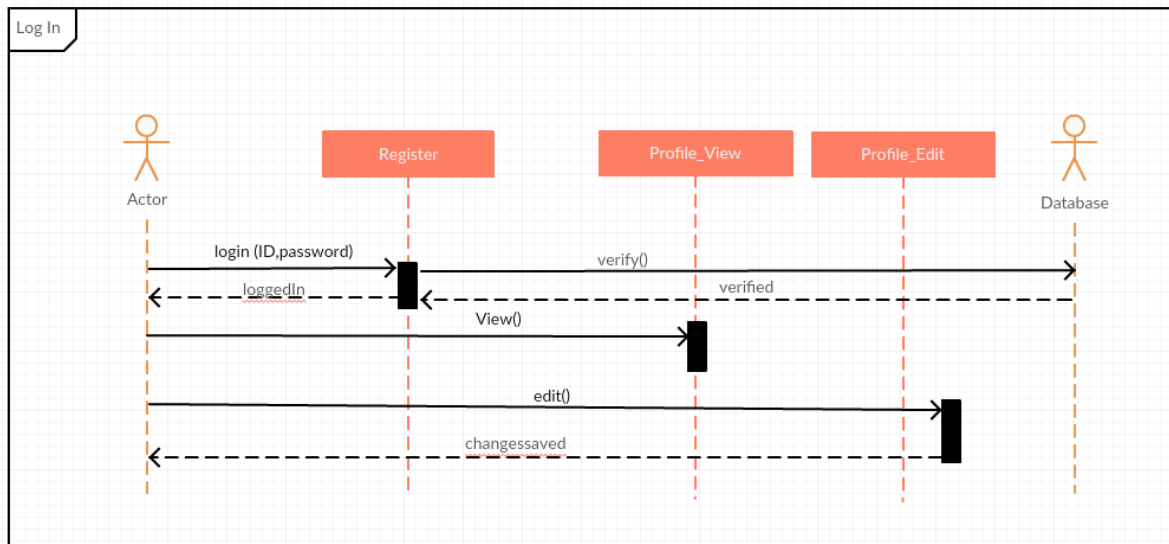 Log In
Register
Profile_View
Profile_Edit
Actor
Database
login (ID,password)
verify()
loggedIn
verified
View()
edit()
changessaved